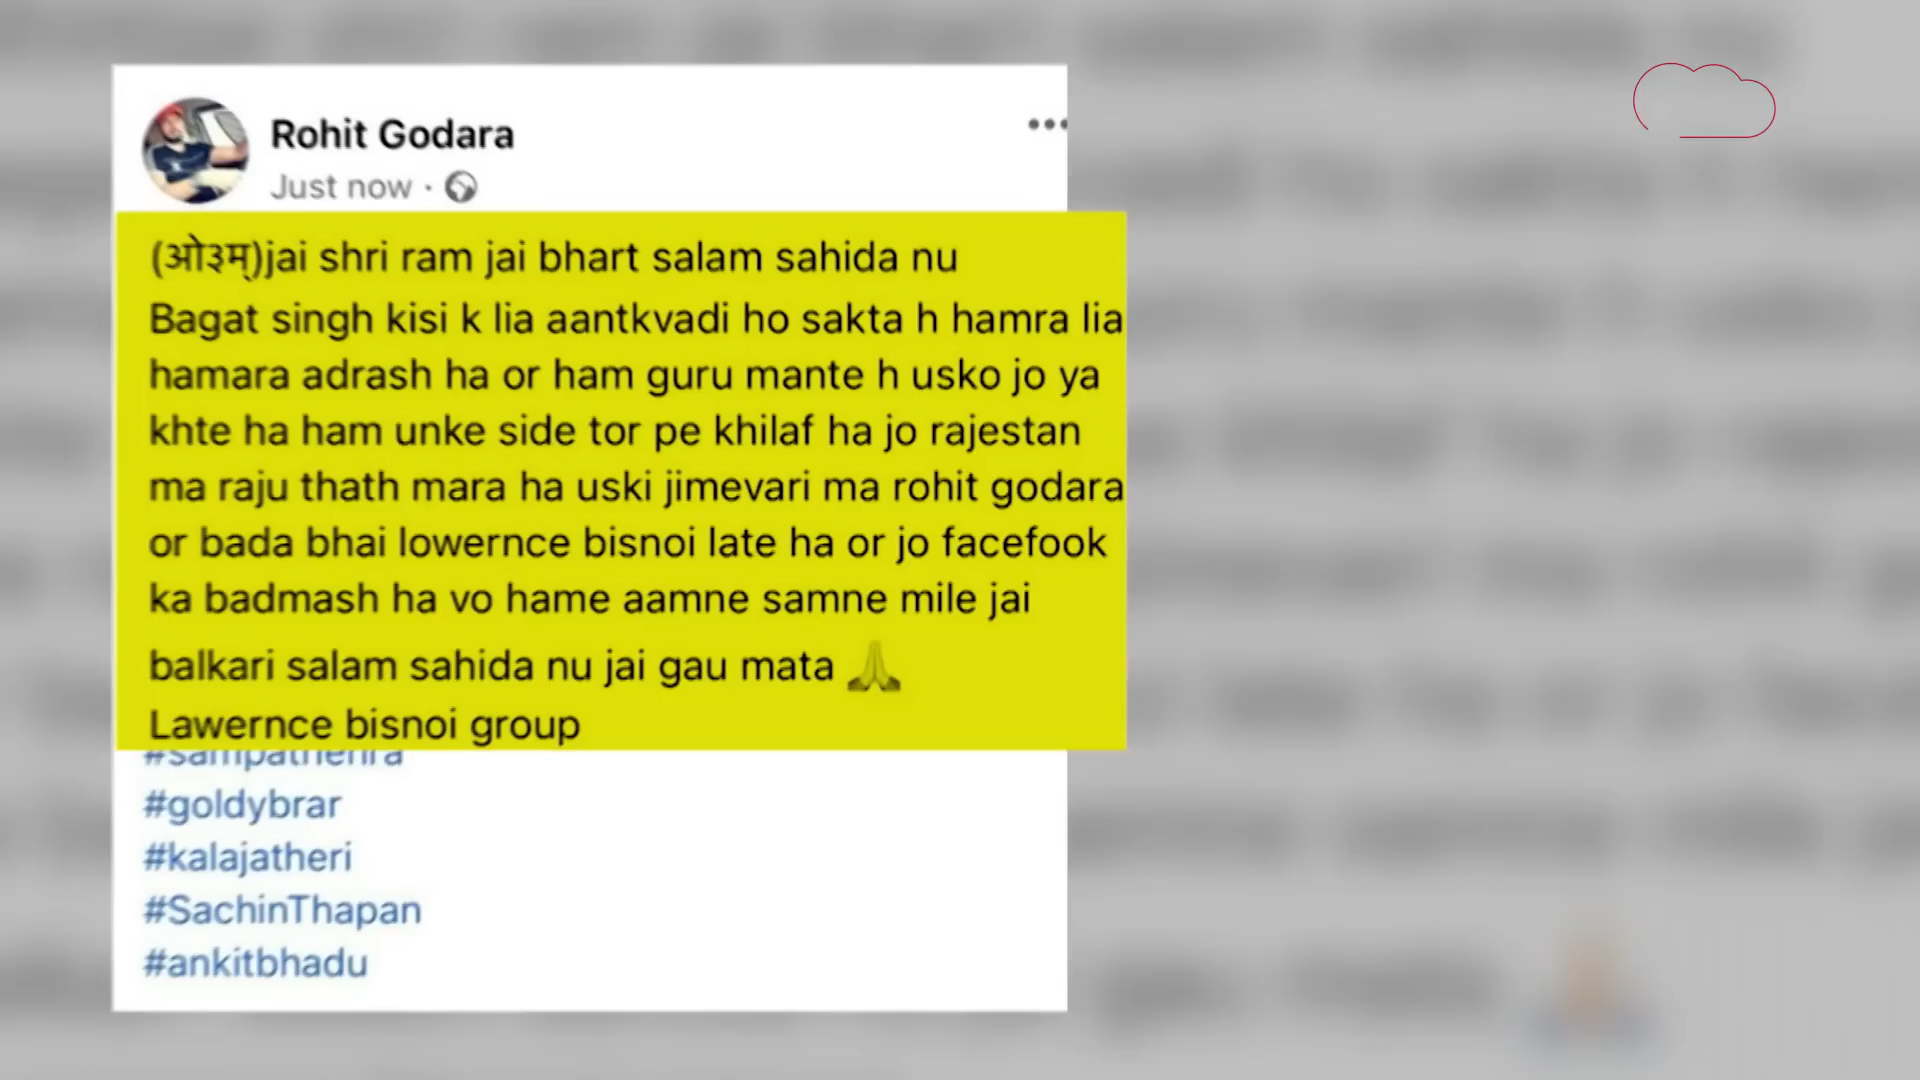 Rohit Godara
Just now ·
(ओ३म्)jai shri ram jai bhart salam sahida nu
Bagat singh kisi k lia aantkvadi ho sakta h hamra lia
hamara adrash ha or ham guru mante h usko jo ya
khte ha ham unke side tor pe khilaf ha jo rajestan
ma raju thath mara ha uski jimevari ma rohit godara
or bada bhai lowernce bisnoi late ha or jo facefook
ka badmash ha vo hame aamne samne mile jai
balkari salam sahida nu jai gau mata 🙏
Lawernce bisnoi group
#goldybrar
#kalajatheri
#SachinThapan
#ankitbhadu